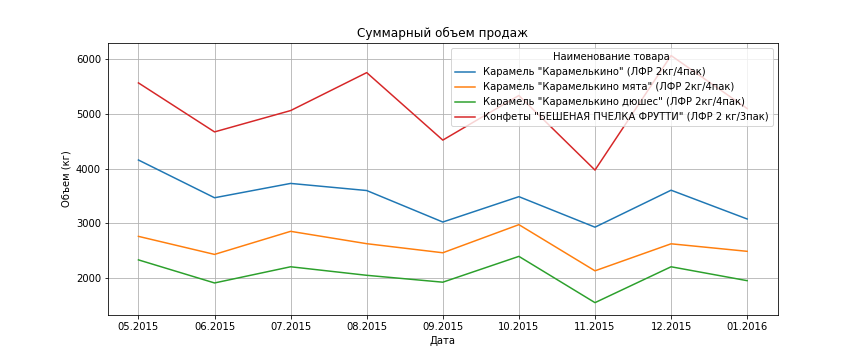 Суммарный объем продаж
Наименование товара
Карамель "Карамелькино" (ЛФР 2кг/4пак)
Карамель "Карамелькино мята" (ЛФР 2кг/4пак)
Карамель "Карамелькино дюшес" (ЛФР 2кг/4пак)
Конфеты "БЕШЕНАЯ ПЧЕЛКА ФРУТТИ" (ЛФР 2 кг/3пак)
Объем (кг)
6000
5000
4000
3000
2000
05.2015 06.2015 07.2015 08.2015 09.2015 10.2015 11.2015 12.2015 01.2016
Дата